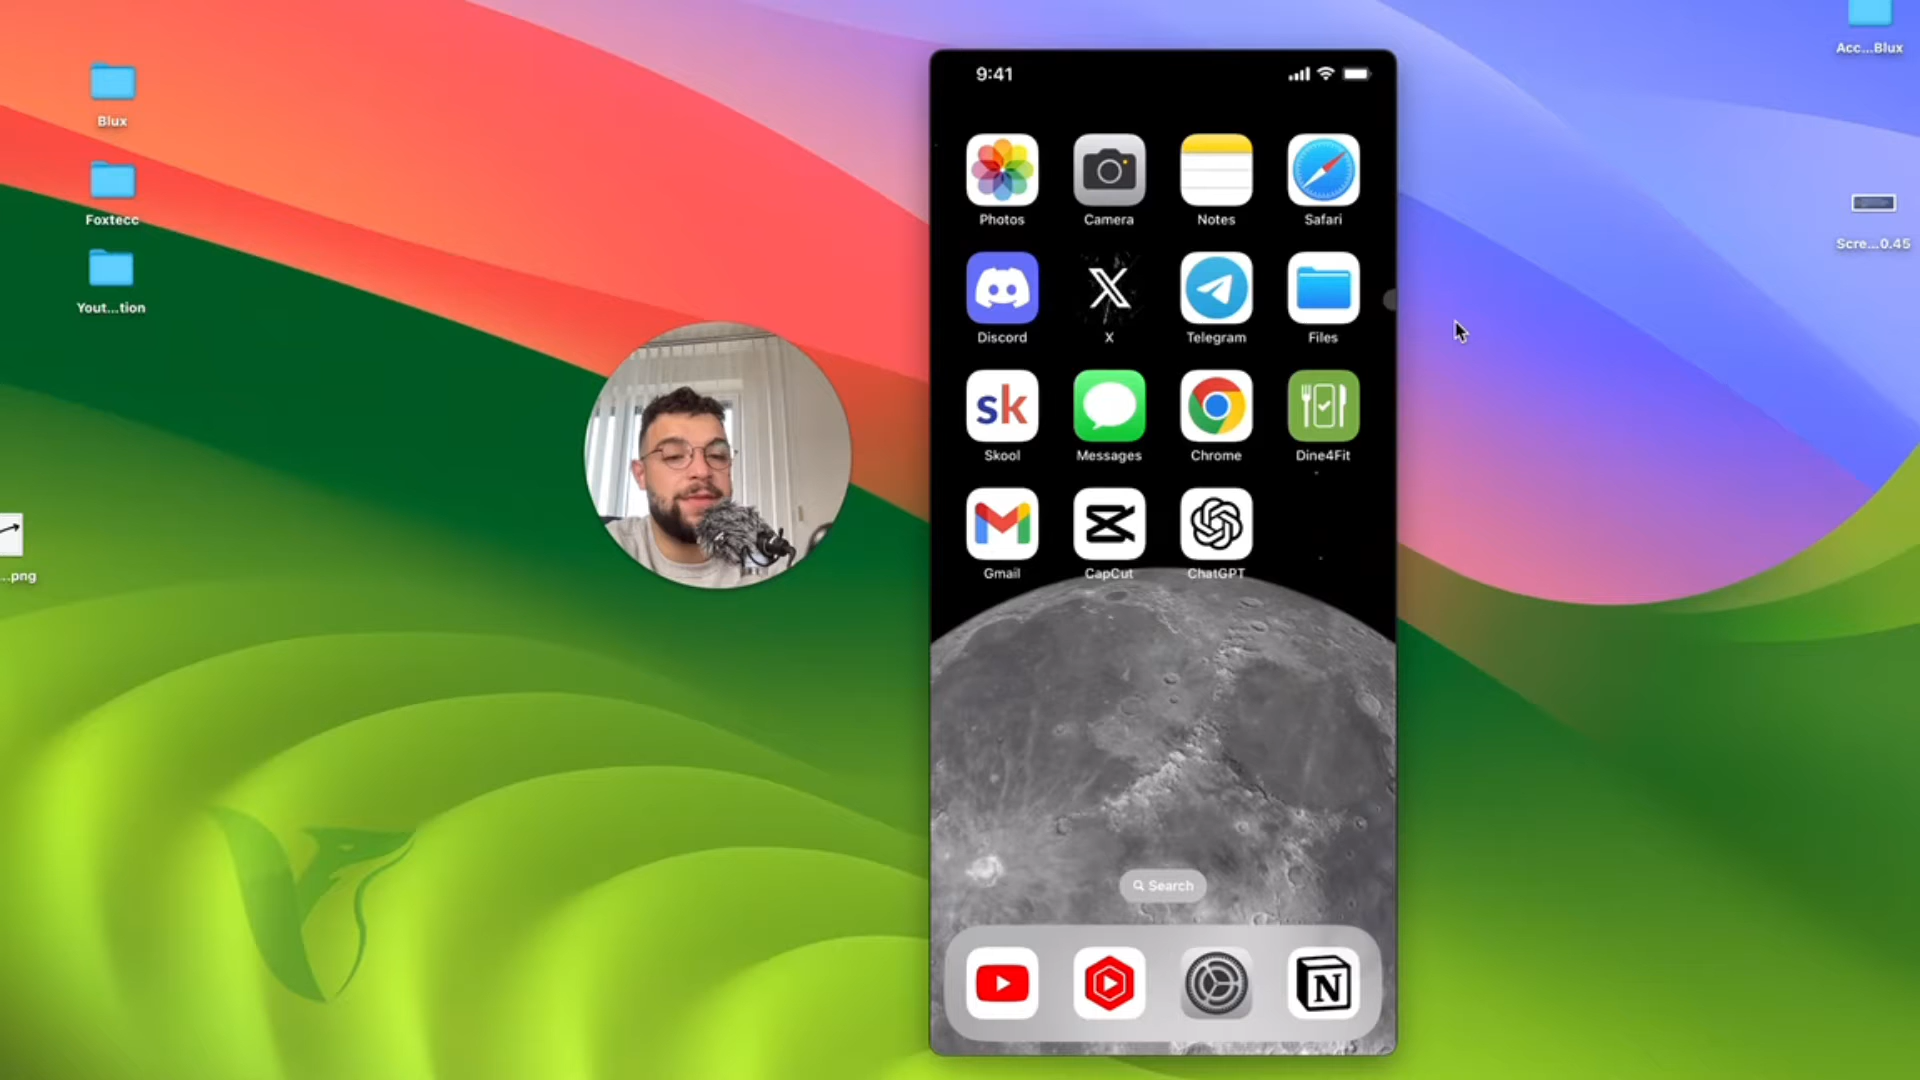 Acc...Blux
9:41
Blux
Photos Camera Notes Safari
Foxtecc
Scre...0.45
Yout...tion
Discord X Telegram Files
sk
Skool Messages Chrome Dine4Fit
...png
Gmail CapCut ChatGPT
Search
N